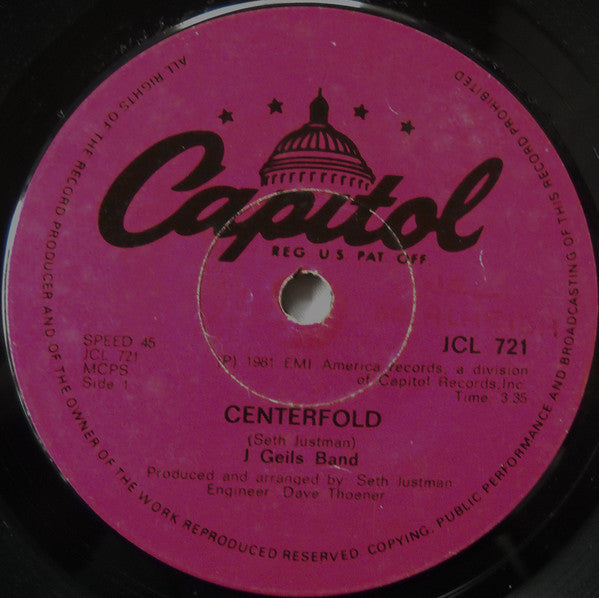 Capitol
REG. U.S. PAT. OFF.
SPEED 45
JCL 721
MCPS
Side 1
JCL 721
(P) 1981 EMI America records, a division
of Capitol Records,Inc.
Time: 3.35
CENTERFOLD
(Seth Justman)
J Geils Band
Produced and arranged by Seth Justman
Engineer Dave Thoener
ALL RIGHTS OF THE RECORD PRODUCER AND OF THE OWNER OF THE WORK REPRODUCED RESERVED. COPYING, PUBLIC PERFORMANCE AND BROADCASTING OF THIS RECORD PROHIBITED